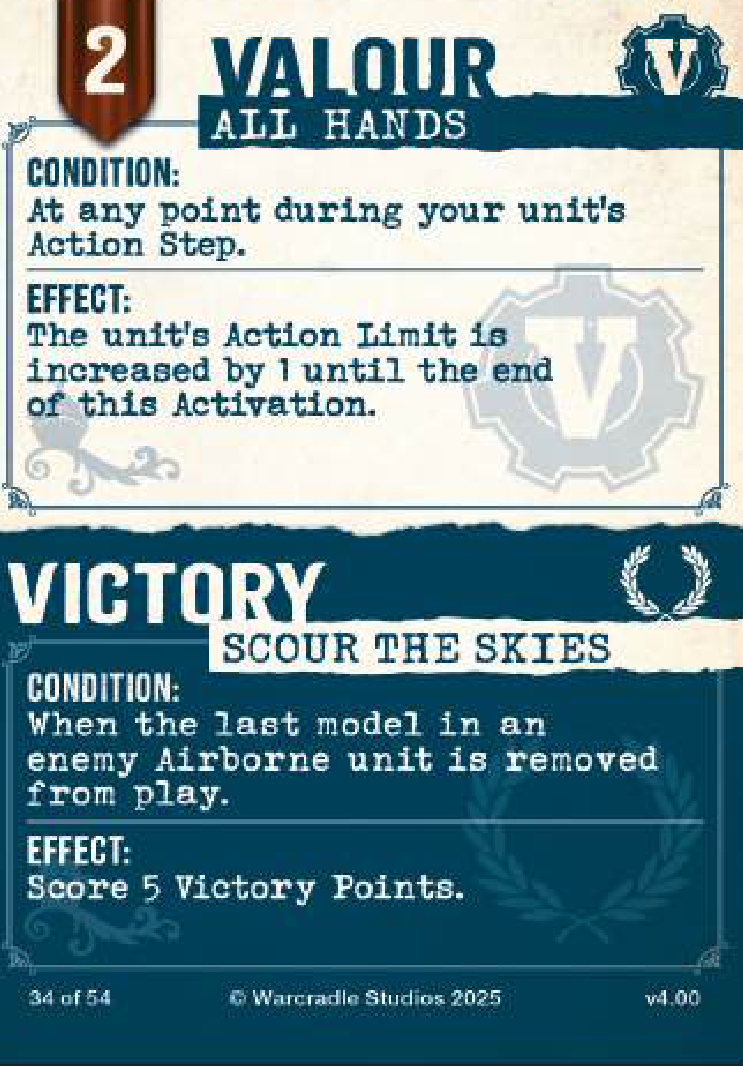 2
VALOUR
V
ALL HANDS
CONDITION:
At any point during your unit's
Action Step.
EFFECT:
The unit's Action Limit is
increased by 1 until the end
of this Activation.
V
VICTORY
SCOUR THE SKIES
CONDITION:
When the last model in an
enemy Airborne unit is removed
from play.
EFFECT:
Score 5 Victory Points.
34 of 54 © Warcradle Studios 2025 v4.00